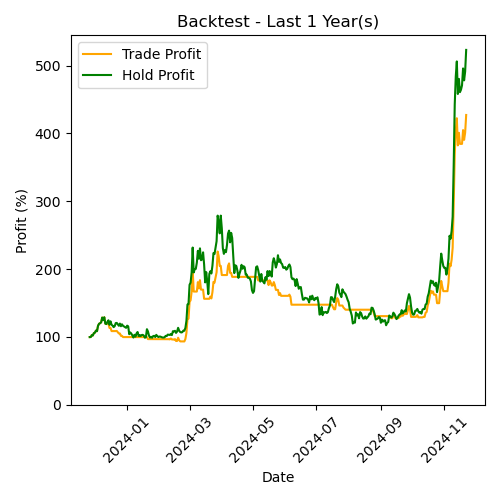 Backtest - Last 1 Year(s)
Trade Profit
Hold Profit
Profit (%)
500
400
300
200
100
0
2024-01
2024-03
2024-05
2024-07
2024-09
2024-11
Date